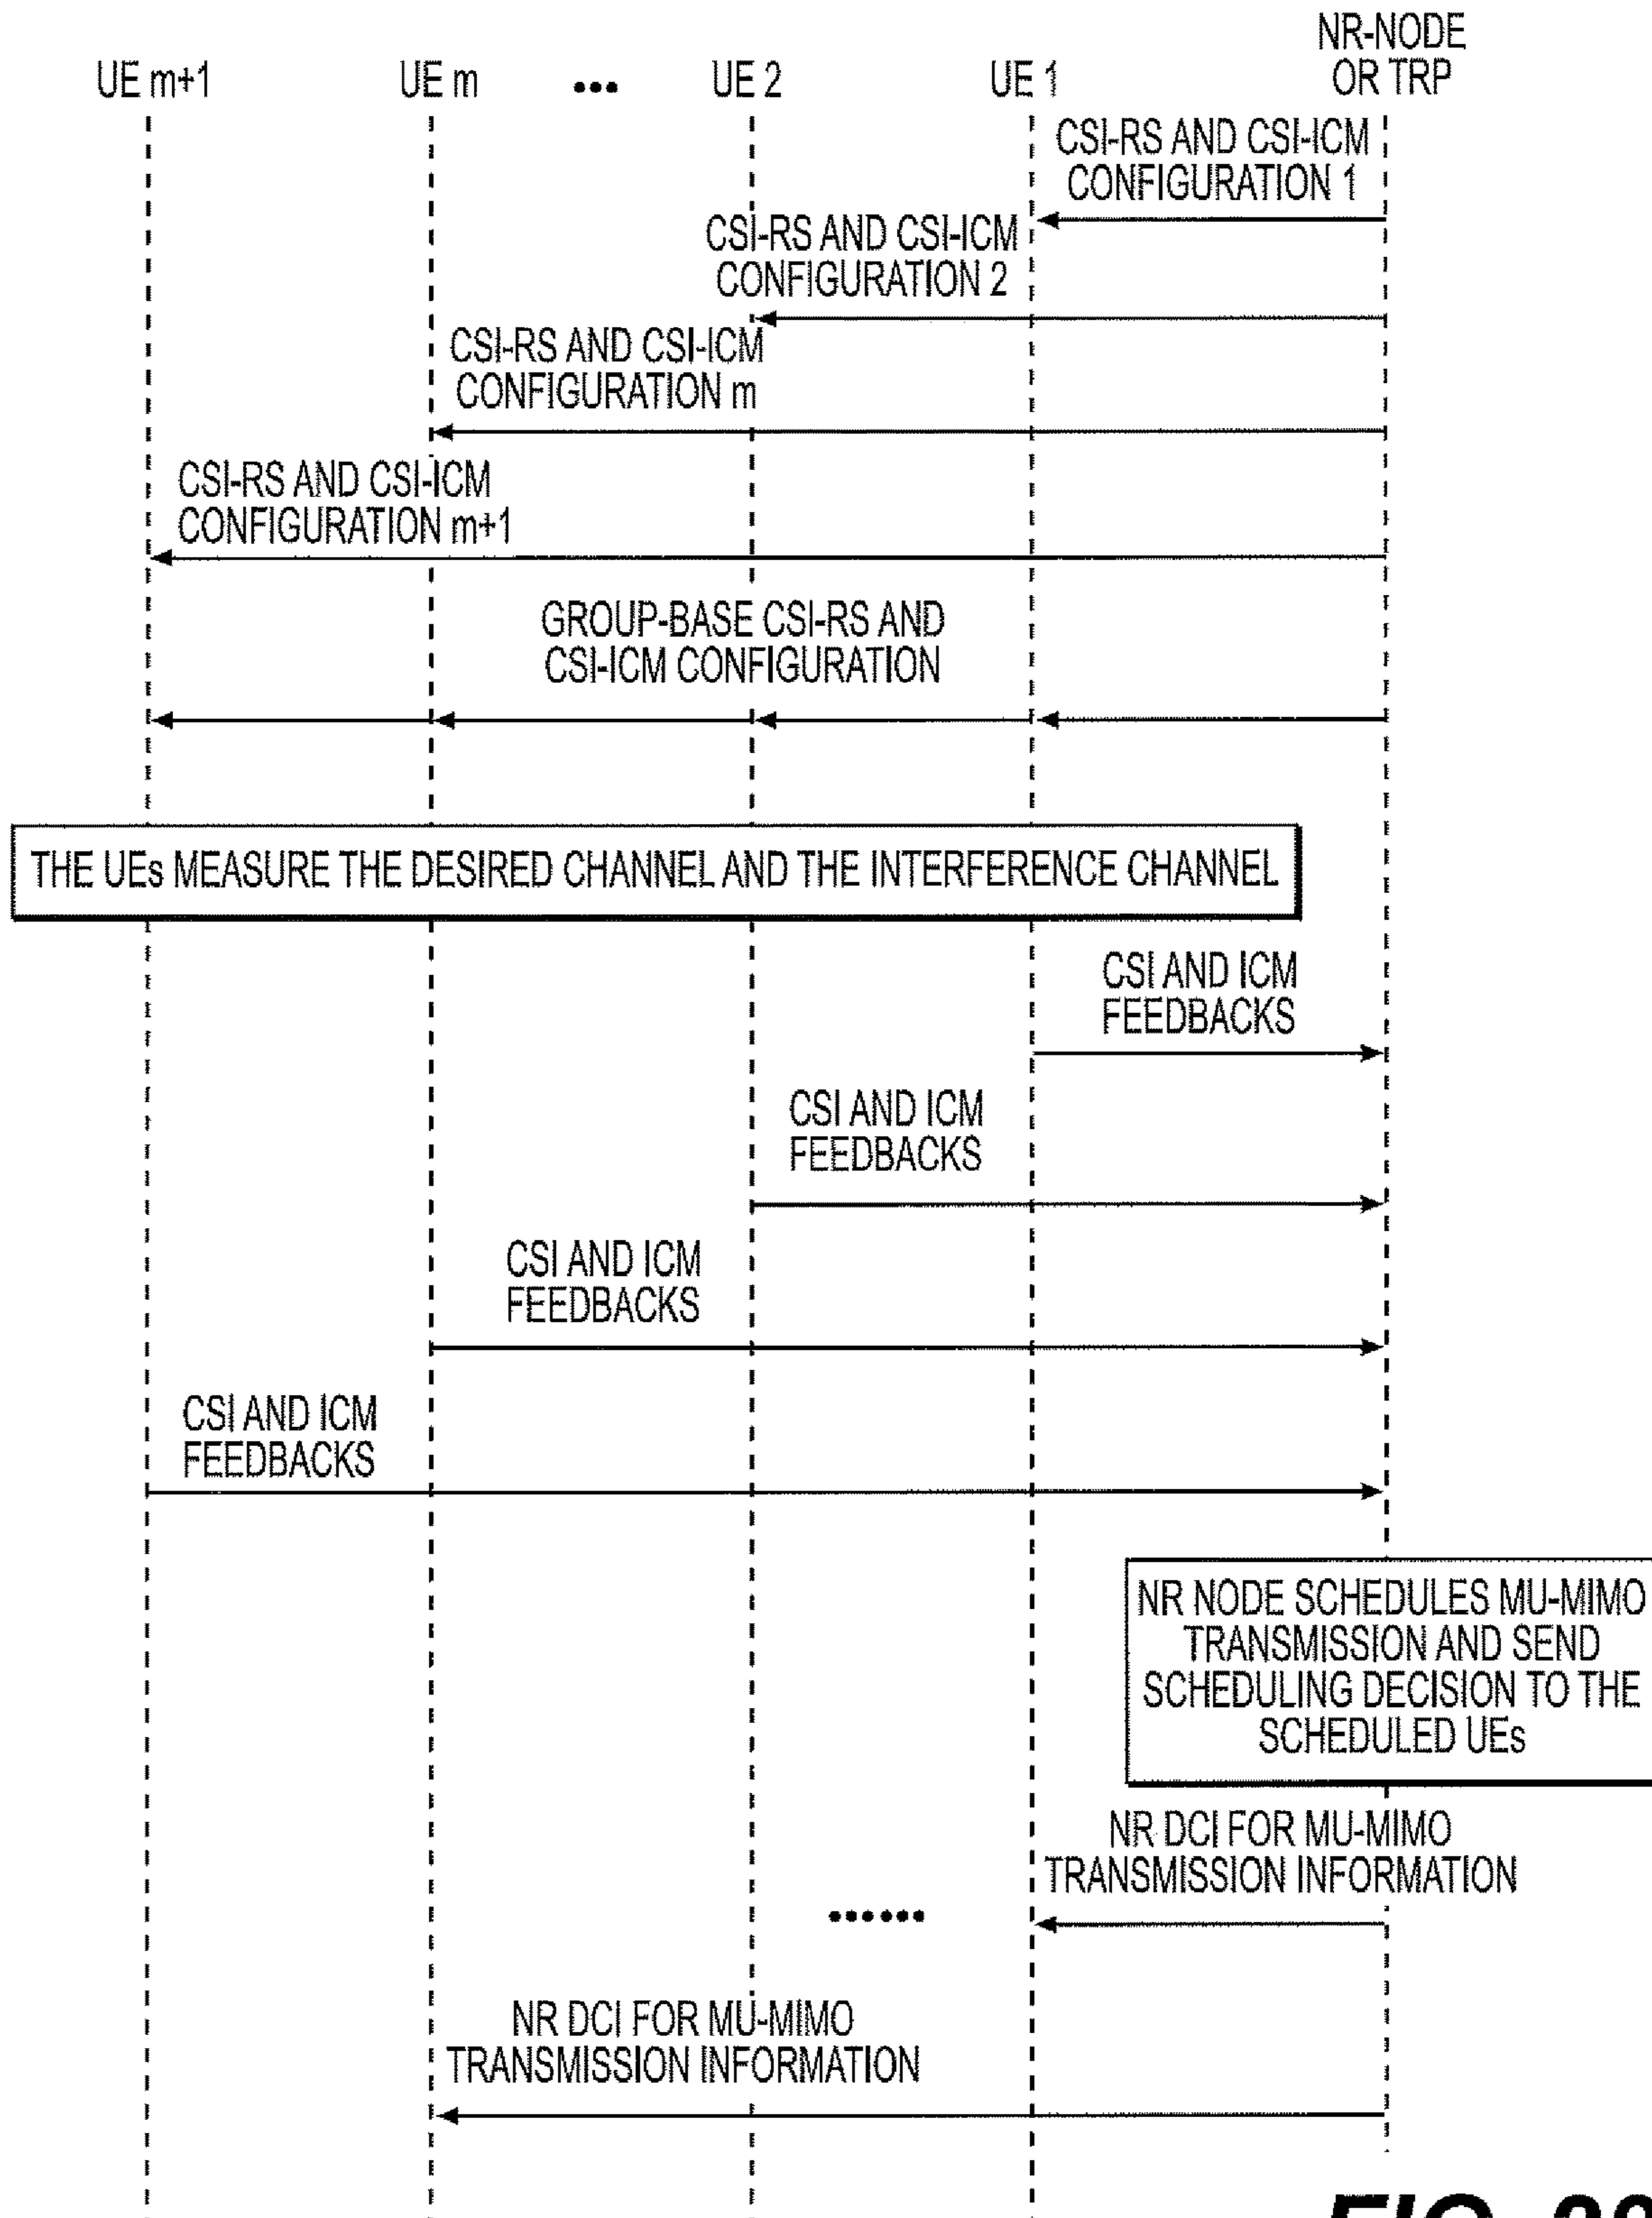 UE m+1
UE m
•••
UE 2
UE 1
NR-NODE
OR TRP
CSI-RS AND CSI-ICM
CONFIGURATION 1
CSI-RS AND CSI-ICM
CONFIGURATION 2
CSI-RS AND CSI-ICM
CONFIGURATION m
CSI-RS AND CSI-ICM
CONFIGURATION m+1
GROUP-BASE CSI-RS AND
CSI-ICM CONFIGURATION
THE UEs MEASURE THE DESIRED CHANNEL AND THE INTERFERENCE CHANNEL
CSI AND ICM
FEEDBACKS
CSI AND ICM
FEEDBACKS
CSI AND ICM
FEEDBACKS
CSI AND ICM
FEEDBACKS
NR NODE SCHEDULES MU-MIMO
TRANSMISSION AND SEND
SCHEDULING DECISION TO THE
SCHEDULED UEs
NR DCI FOR MU-MIMO
TRANSMISSION INFORMATION
••••••
NR DCI FOR MU-MIMO
TRANSMISSION INFORMATION